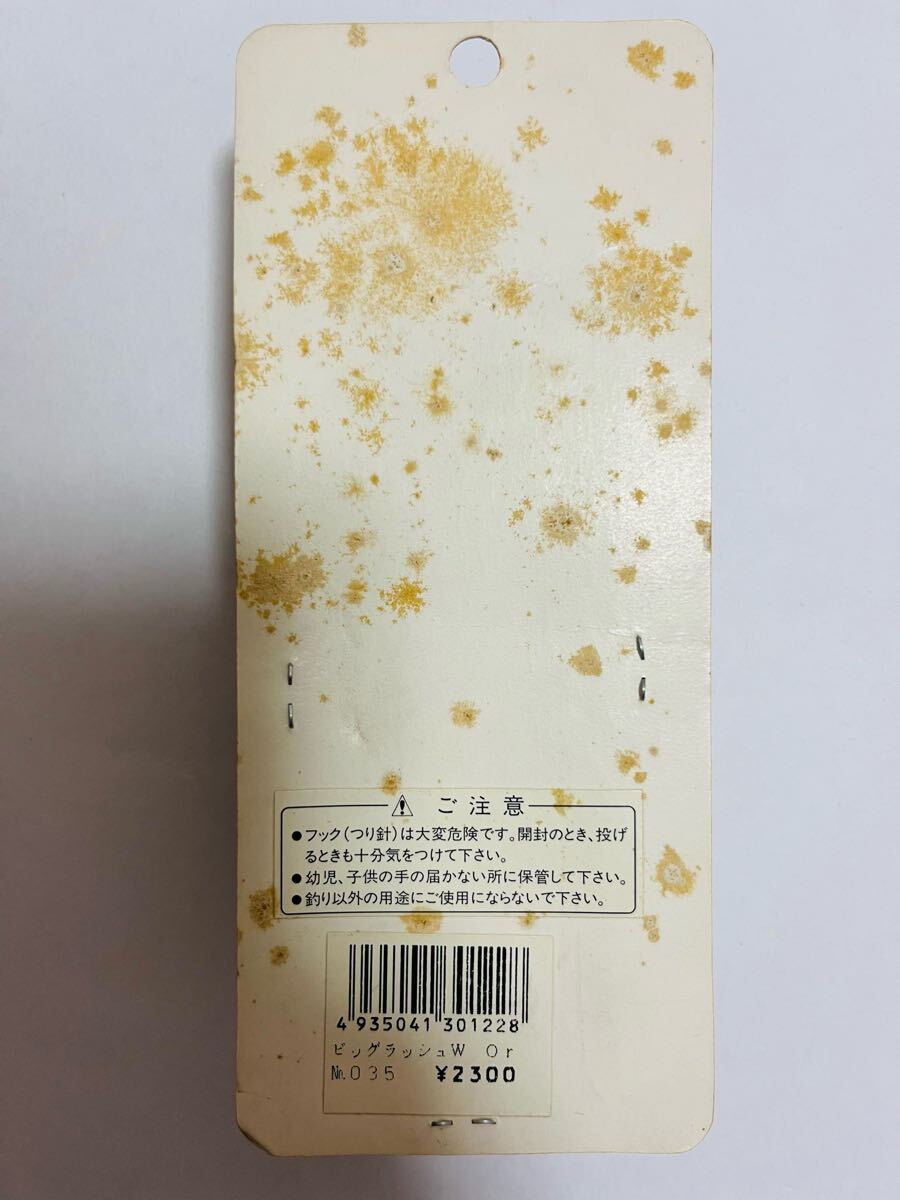 ⚠ ご注意
●フック（つり針）は大変危険です。開封のとき、投げ
るときも十分気をつけて下さい。
●幼児、子供の手の届かない所に保管して下さい。
●釣り以外の用途にご使用にならないで下さい。
4 935041 301228
ビッグラッシュW Or
№035 ¥2300